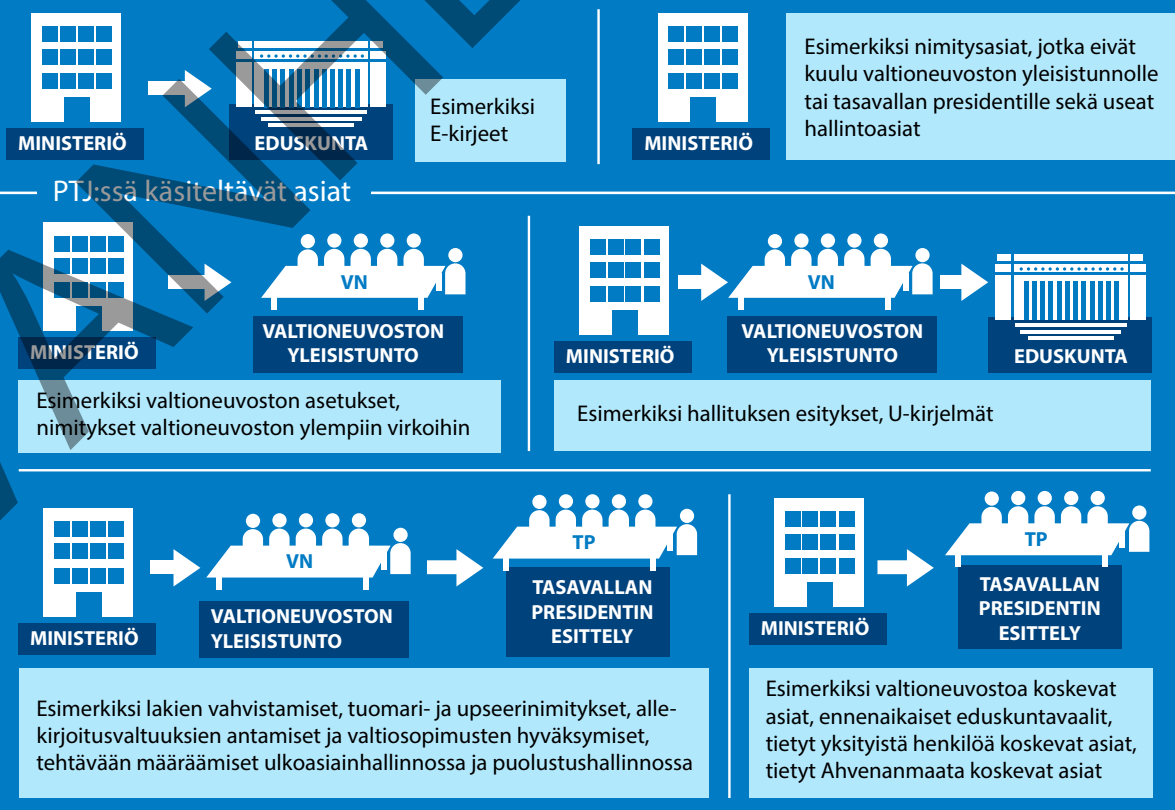 MINISTERIÖ
EDUSKUNTA
Esimerkiksi
E-kirjeet
MINISTERIÖ
Esimerkiksi nimitysasiat, jotka eivät
kuulu valtioneuvoston yleisistunnolle
tai tasavallan presidentille sekä useat
hallintoasiat
PTJ:ssä käsiteltävät asiat
MINISTERIÖ
VN
VALTIONEUVOSTON
YLEISISTUNTO
Esimerkiksi valtioneuvoston asetukset,
nimitykset valtioneuvoston ylempiin virkoihin
MINISTERIÖ
VN
VALTIONEUVOSTON
YLEISISTUNTO
EDUSKUNTA
Esimerkiksi hallituksen esitykset, U-kirjelmät
MINISTERIÖ
VN
VALTIONEUVOSTON
YLEISISTUNTO
TP
TASAVALLAN
PRESIDENTIN
ESITTELY
Esimerkiksi lakien vahvistamiset, tuomari- ja upseerinimitykset, alle-
kirjoitusvaltuuksien antamiset ja valtiosopimusten hyväksymiset,
tehtävään määräämiset ulkoasiainhallinnossa ja puolustushallinnossa
MINISTERIÖ
TP
TASAVALLAN
PRESIDENTIN
ESITTELY
Esimerkiksi valtioneuvostoa koskevat
asiat, ennenaikaiset eduskuntavaalit,
tietyt yksityistä henkilöä koskevat asiat,
tietyt Ahvenanmaata koskevat asiat